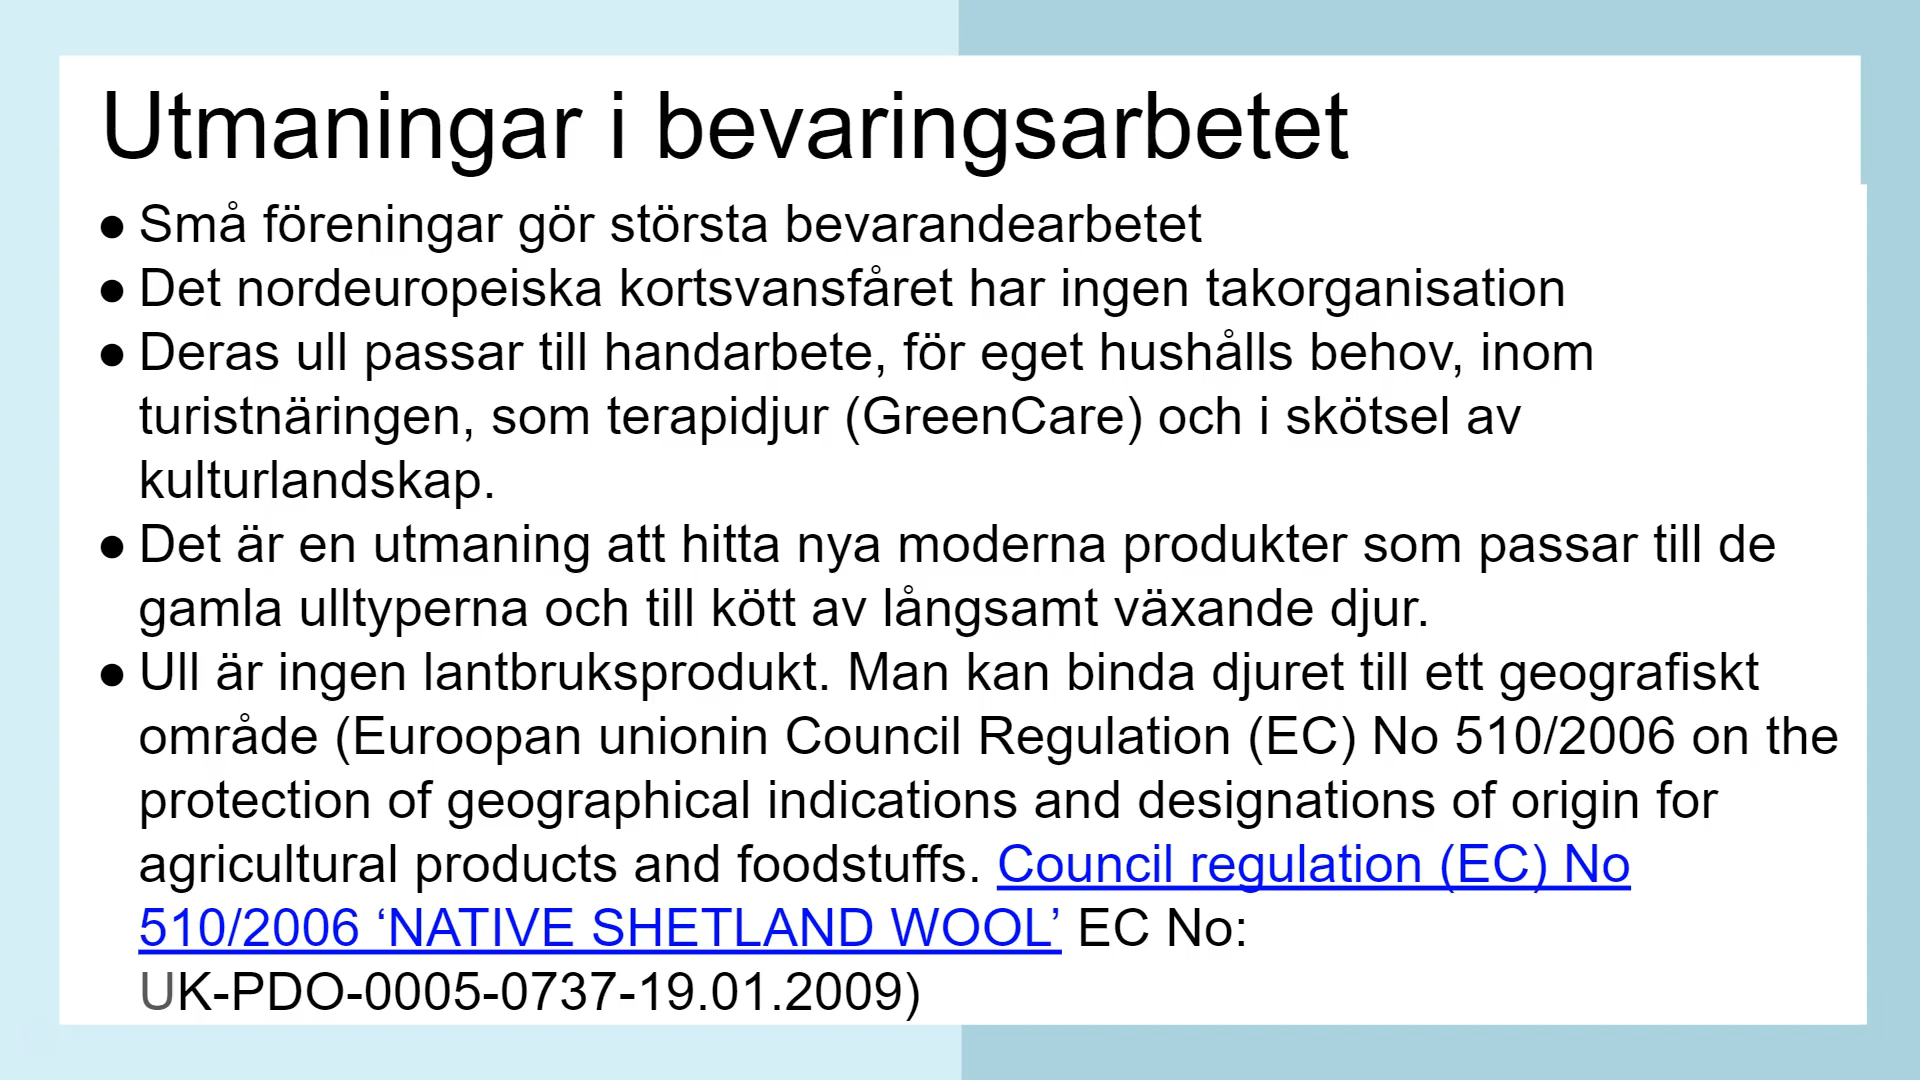 Utmaningar i bevaringsarbetet
● Små föreningar gör största bevarandearbetet
● Det nordeuropeiska kortsvansfåret har ingen takorganisation
● Deras ull passar till handarbete, för eget hushålls behov, inom
turistnäringen, som terapidjur (GreenCare) och i skötsel av
kulturlandskap.
● Det är en utmaning att hitta nya moderna produkter som passar till de
gamla ulltyperna och till kött av långsamt växande djur.
● Ull är ingen lantbruksprodukt. Man kan binda djuret till ett geografiskt
område (Euroopan unionin Council Regulation (EC) No 510/2006 on the
protection of geographical indications and designations of origin for
agricultural products and foodstuffs. Council regulation (EC) No
510/2006 ‘NATIVE SHETLAND WOOL’ EC No:
UK-PDO-0005-0737-19.01.2009)